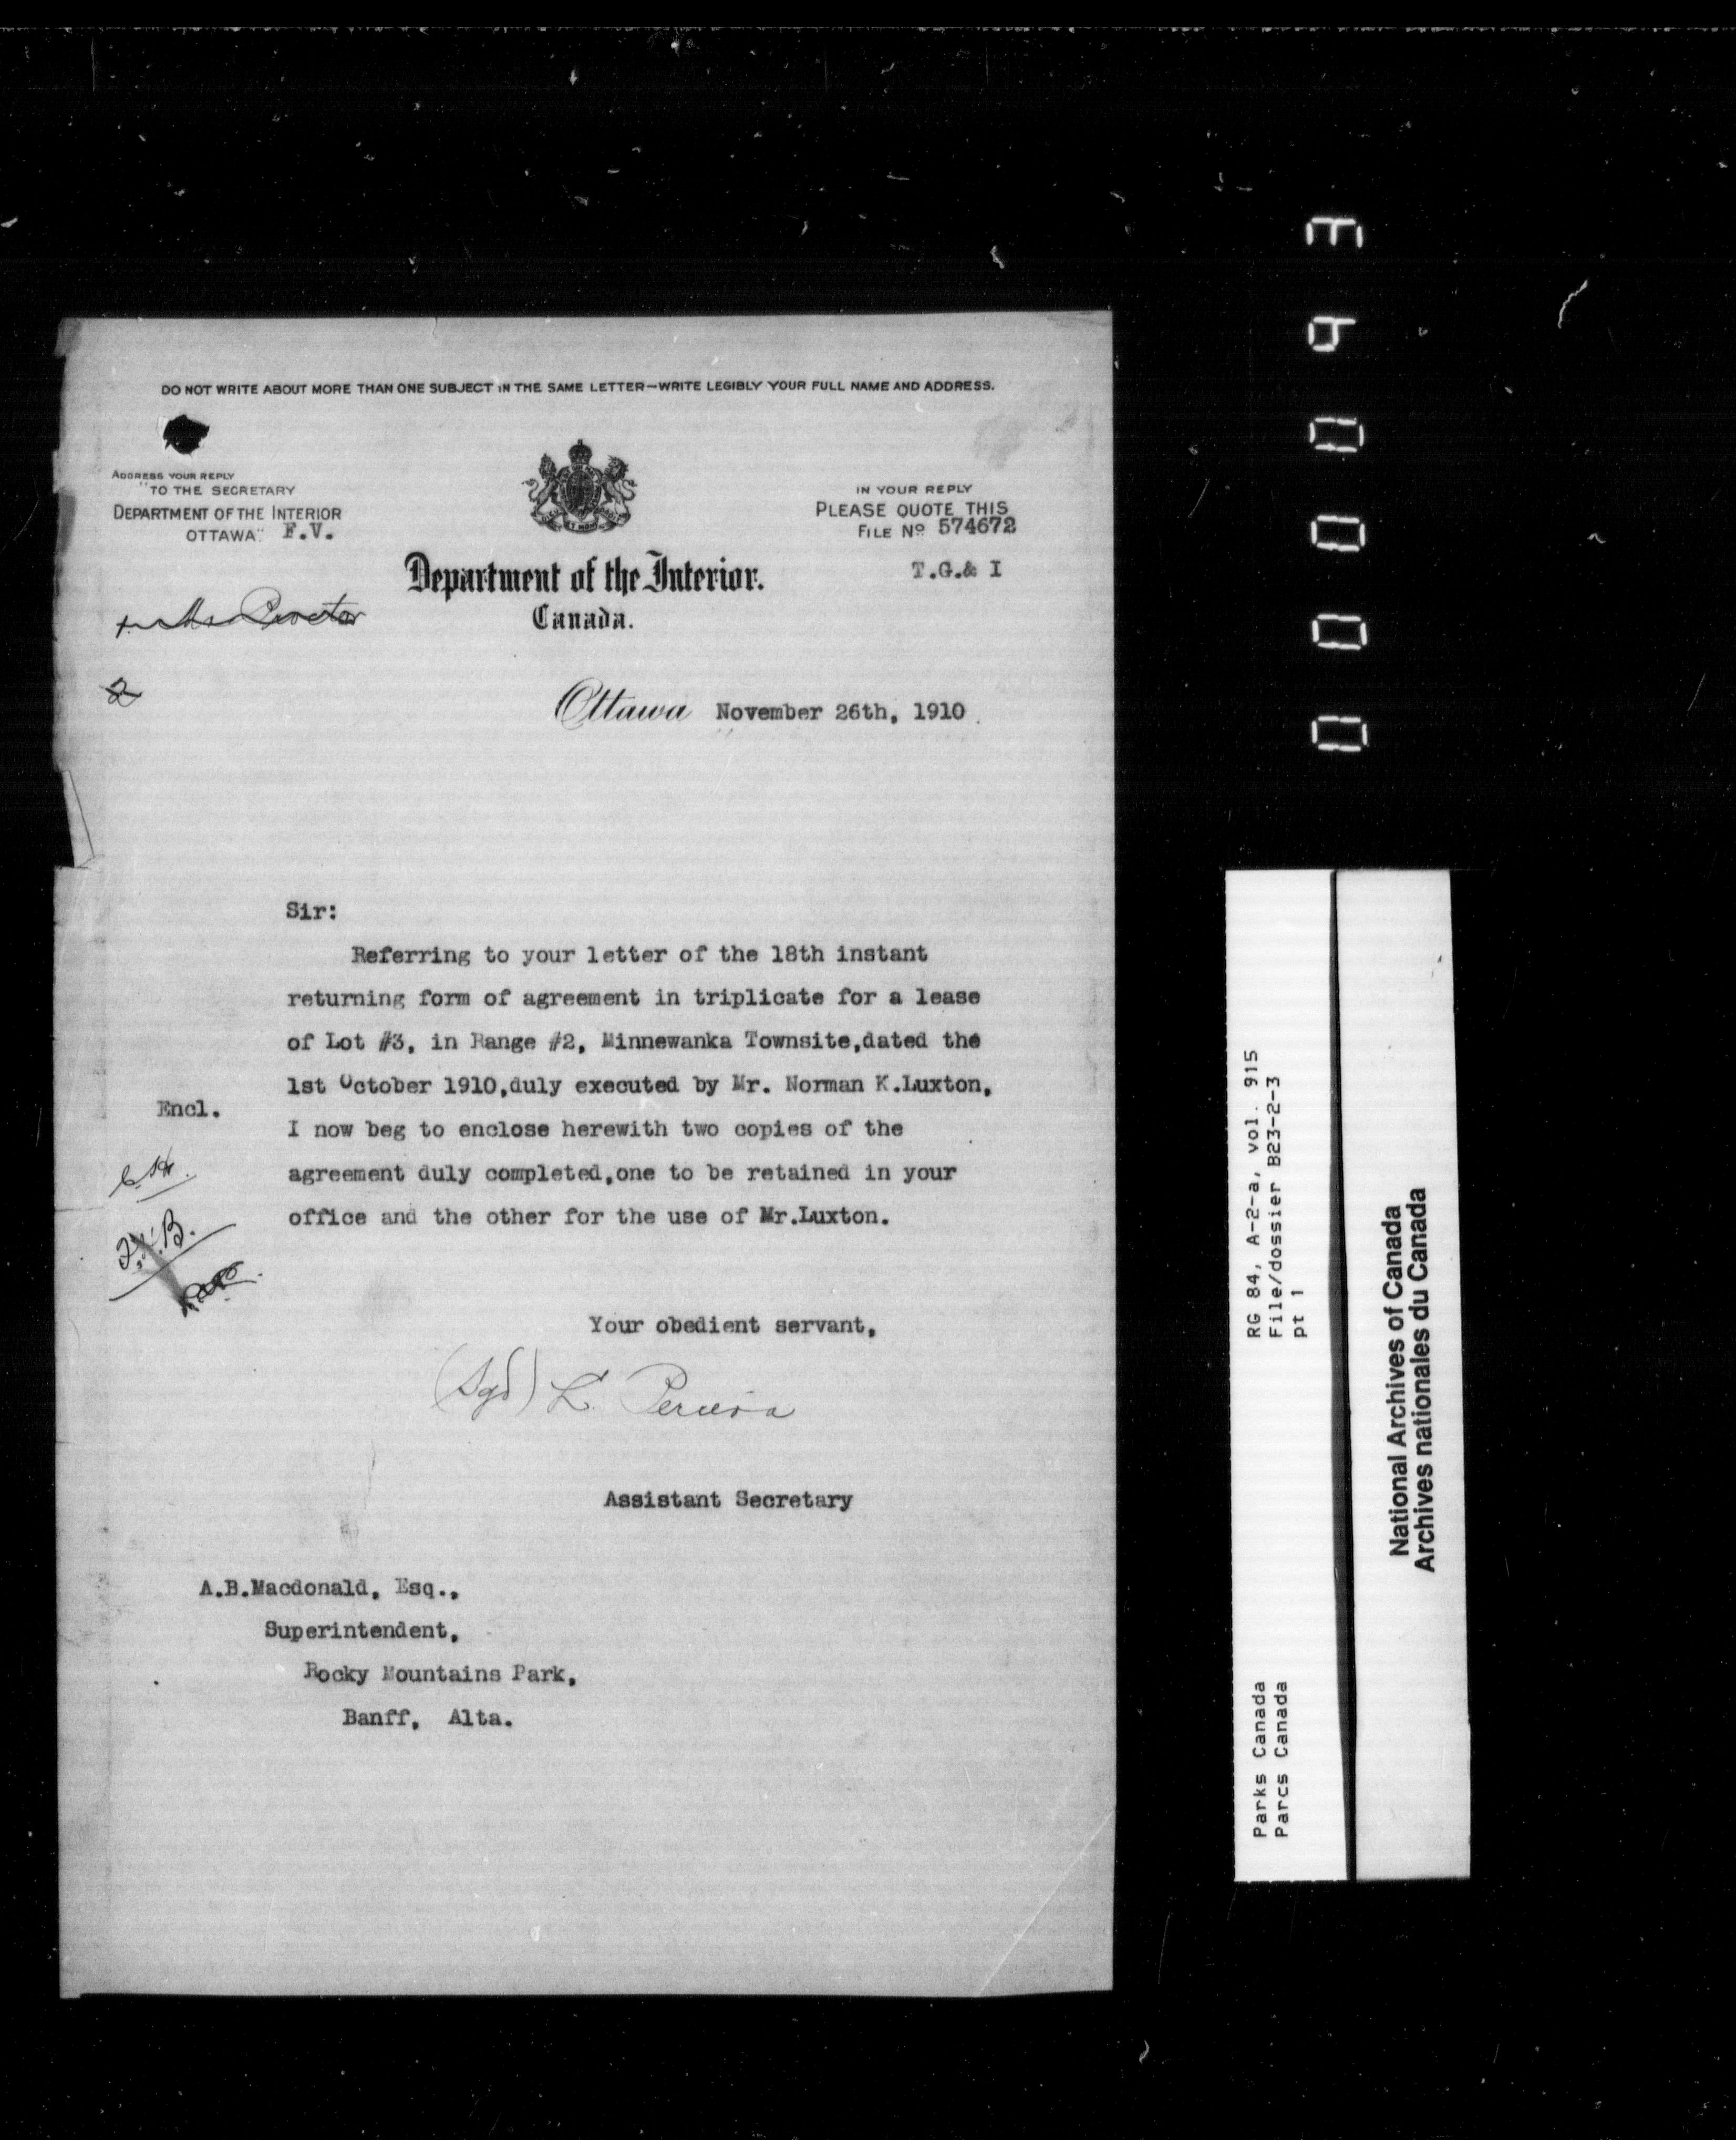 DO NOT WRITE ABOUT MORE THAN ONE SUBJECT IN THE SAME LETTER—WRITE LEGIBLY YOUR FULL NAME AND ADDRESS.
ADDRESS YOUR REPLY
"TO THE SECRETARY
DEPARTMENT OF THE INTERIOR
OTTAWA." F.V.
IN YOUR REPLY
PLEASE QUOTE THIS
FILE No 574672
T.G.& I
Department of the Interior.
Canada.
Mr Proctor
2
Ottawa November 26th, 1910.
Sir:
Referring to your letter of the 18th instant
returning form of agreement in triplicate for a lease
of Lot #3, in Range #2, Minnewanka Townsite,dated the
1st October 1910,duly executed by Mr. Norman K.Luxton,
Encl.
I now beg to enclose herewith two copies of the
agreement duly completed,one to be retained in your
office and the other for the use of Mr.Luxton.
Your obedient servant,
(Sgd) L. Pereira
Assistant Secretary
A.B.Macdonald, Esq.,
Superintendent,
Rocky Mountains Park,
Banff, Alta.
RG 84, A-2-a, vol. 915
File/dossier B23-2-3
pt 1
Parks Canada
Parcs Canada
National Archives of Canada
Archives nationales du Canada